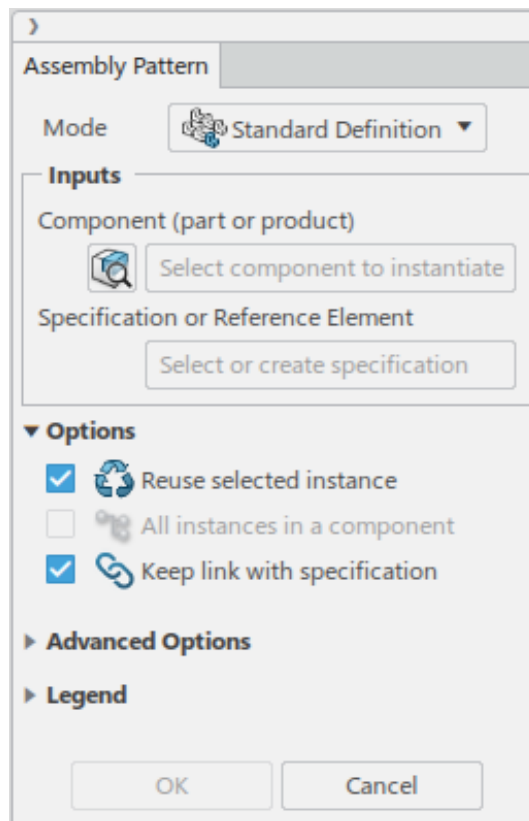 Assembly Pattern
Mode Standard Definition
Inputs
Component (part or product)
Select component to instantiate
Specification or Reference Element
Select or create specification
Options
Reuse selected instance
All instances in a component
Keep link with specification
Advanced Options
Legend
OK Cancel